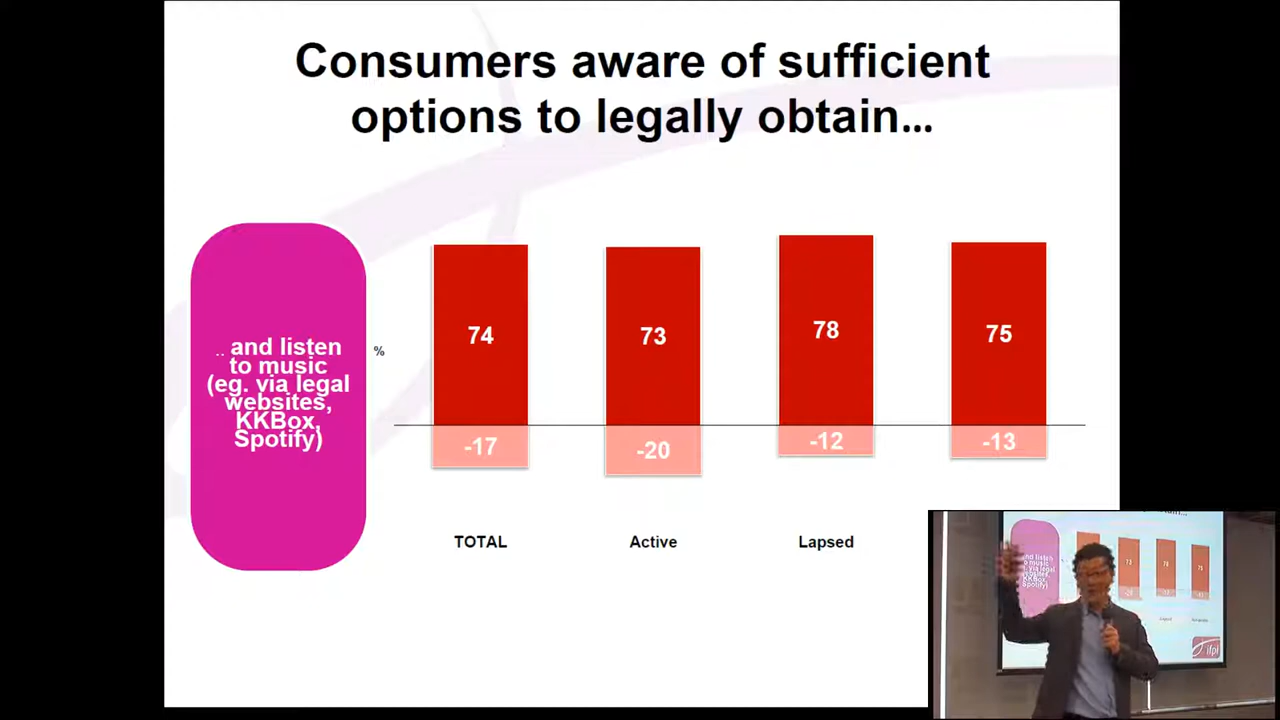 Consumers aware of sufficient
options to legally obtain…
.. and listen
to music
(eg. via legal
websites,
KKBox,
Spotify)
%
74
73
78
75
-17
-20
-12
-13
TOTAL
Active
Lapsed
ifpi